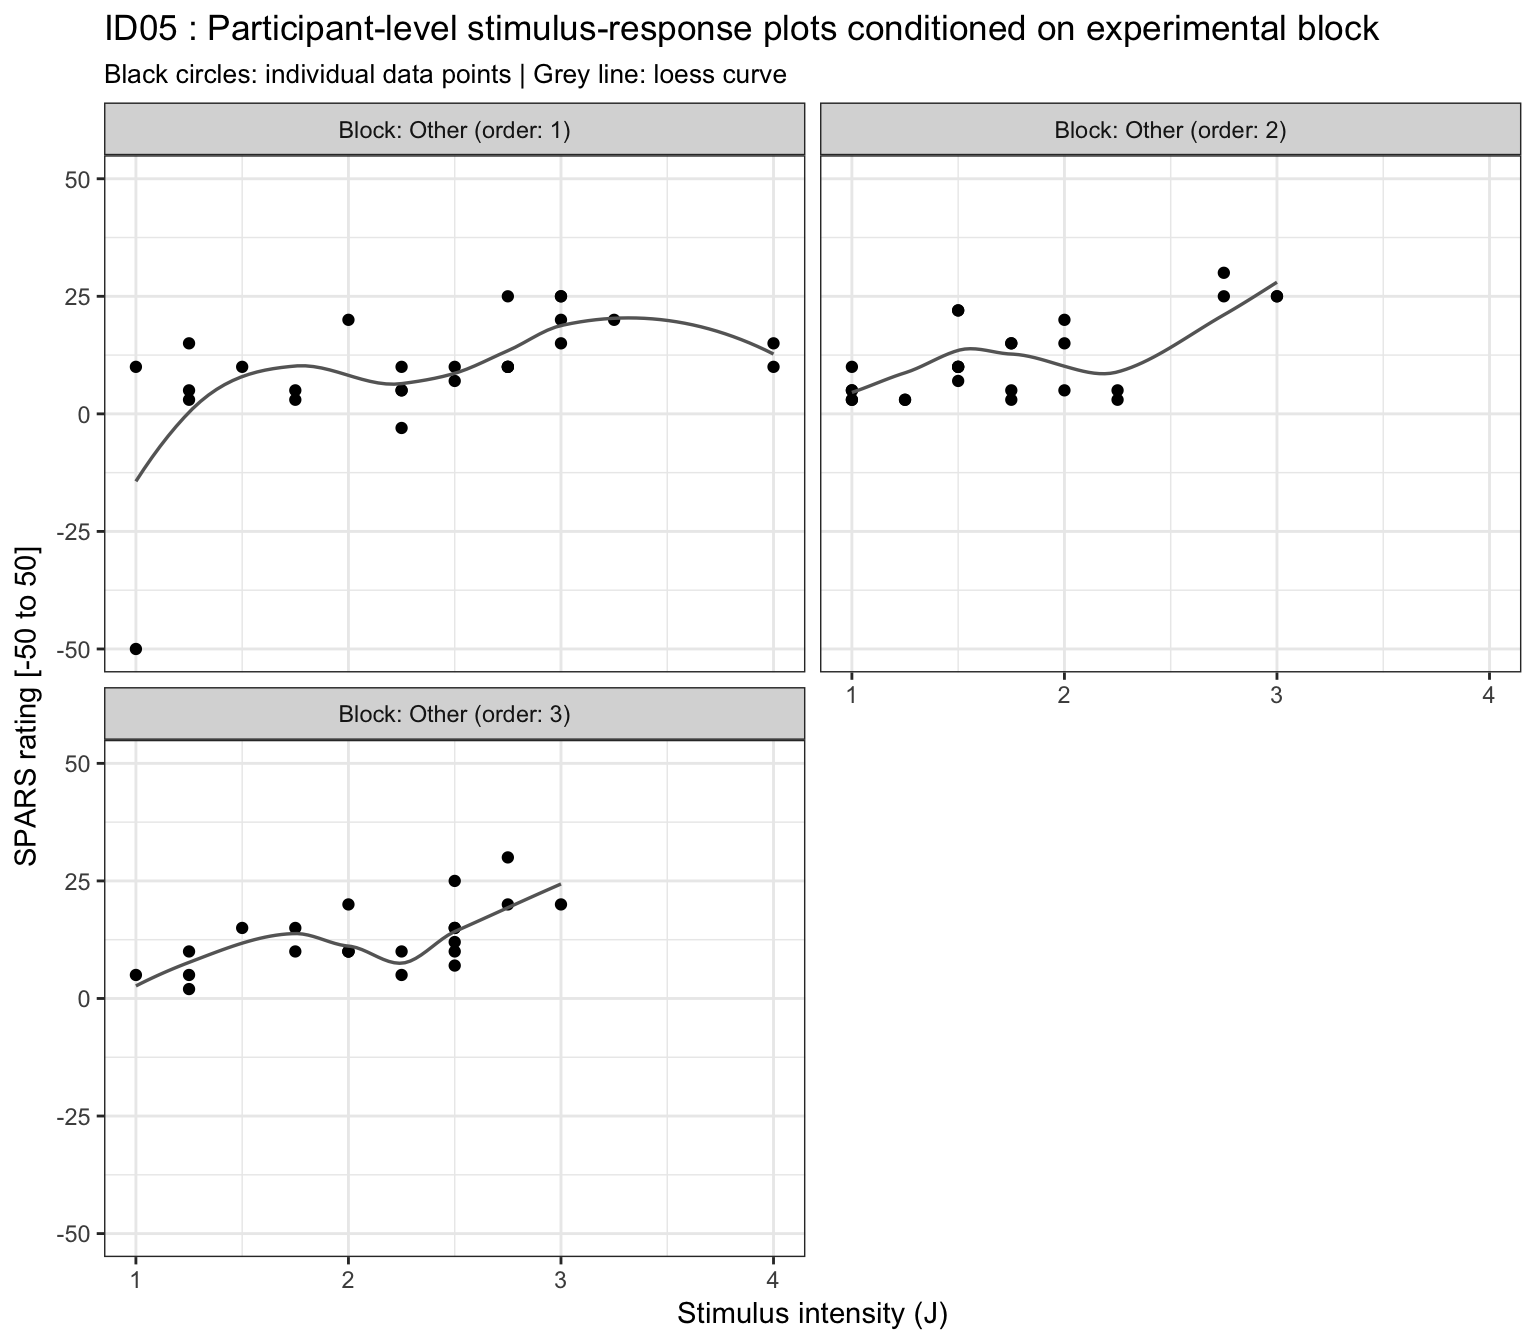 ID05 : Participant-level stimulus-response plots conditioned on experimental block
Black circles: individual data points | Grey line: loess curve
Block: Other (order: 1)
Block: Other (order: 2)
50
25
0
-25
-50
1
2
3
4
Block: Other (order: 3)
50
25
0
-25
-50
1
2
3
4
SPARS rating [-50 to 50]
Stimulus intensity (J)